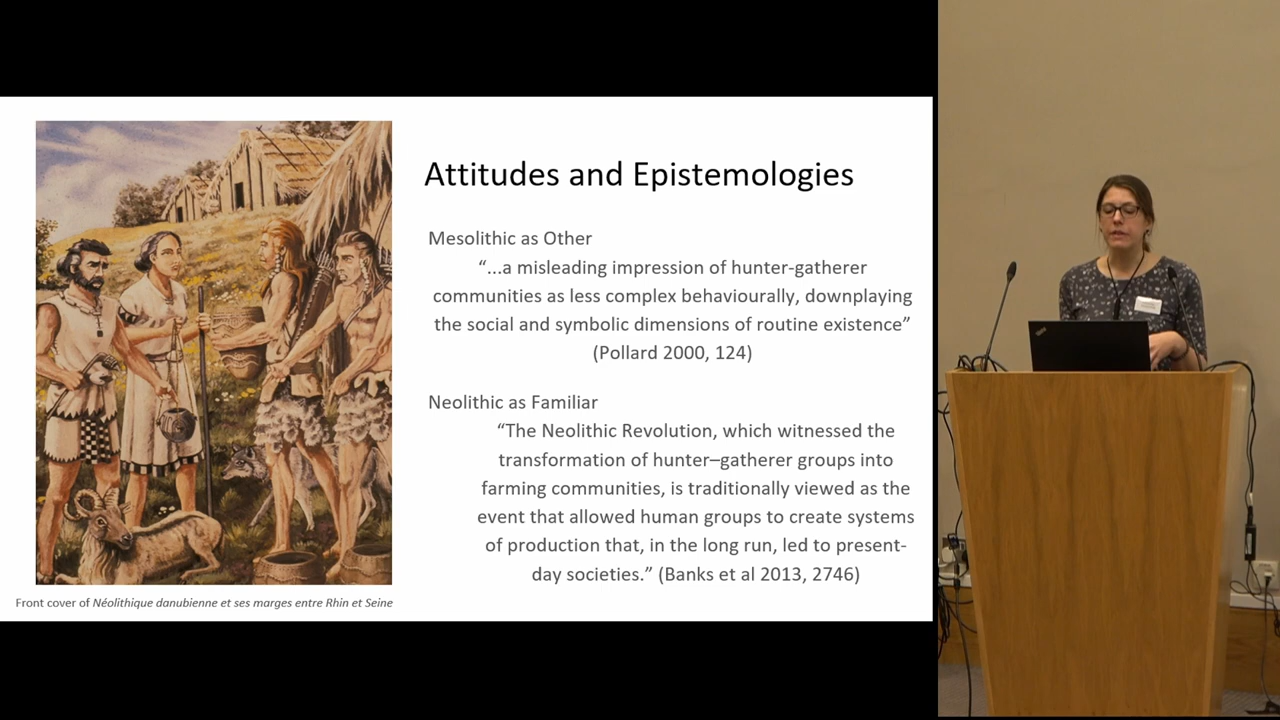 Attitudes and Epistemologies
Mesolithic as Other
“...a misleading impression of hunter-gatherer
communities as less complex behaviourally, downplaying
the social and symbolic dimensions of routine existence”
(Pollard 2000, 124)
Neolithic as Familiar
“The Neolithic Revolution, which witnessed the
transformation of hunter–gatherer groups into
farming communities, is traditionally viewed as the
event that allowed human groups to create systems
of production that, in the long run, led to present-
day societies.” (Banks et al 2013, 2746)
Front cover of Néolithique danubienne et ses marges entre Rhin et Seine